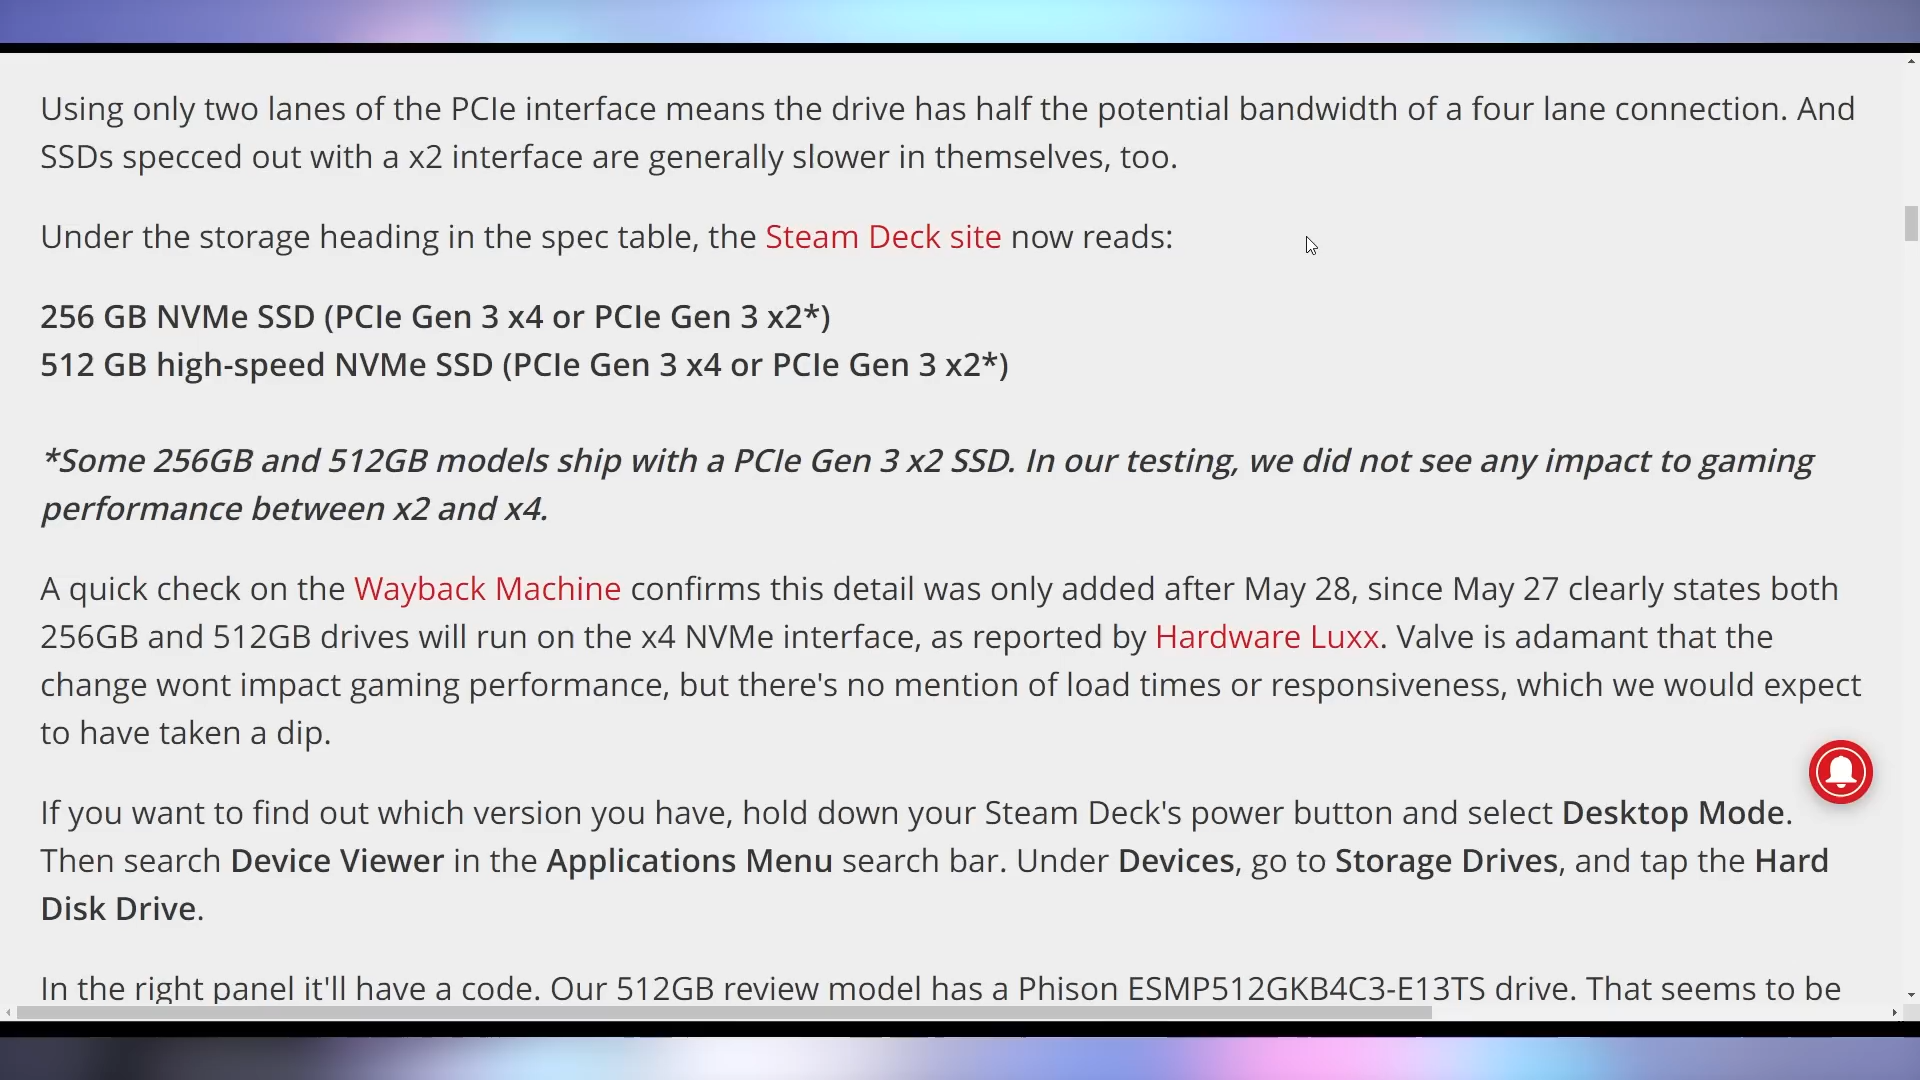 Using only two lanes of the PCIe interface means the drive has half the potential bandwidth of a four lane connection. And
SSDs specced out with a x2 interface are generally slower in themselves, too.
Under the storage heading in the spec table, the Steam Deck site now reads:
256 GB NVMe SSD (PCIe Gen 3 x4 or PCIe Gen 3 x2*)
512 GB high-speed NVMe SSD (PCIe Gen 3 x4 or PCIe Gen 3 x2*)
*Some 256GB and 512GB models ship with a PCIe Gen 3 x2 SSD. In our testing, we did not see any impact to gaming
performance between x2 and x4.
A quick check on the Wayback Machine confirms this detail was only added after May 28, since May 27 clearly states both
256GB and 512GB drives will run on the x4 NVMe interface, as reported by Hardware Luxx. Valve is adamant that the
change wont impact gaming performance, but there's no mention of load times or responsiveness, which we would expect
to have taken a dip.
If you want to find out which version you have, hold down your Steam Deck's power button and select Desktop Mode.
Then search Device Viewer in the Applications Menu search bar. Under Devices, go to Storage Drives, and tap the Hard
Disk Drive.
In the right panel it'll have a code. Our 512GB review model has a Phison ESMP512GKB4C3-E13TS drive. That seems to be